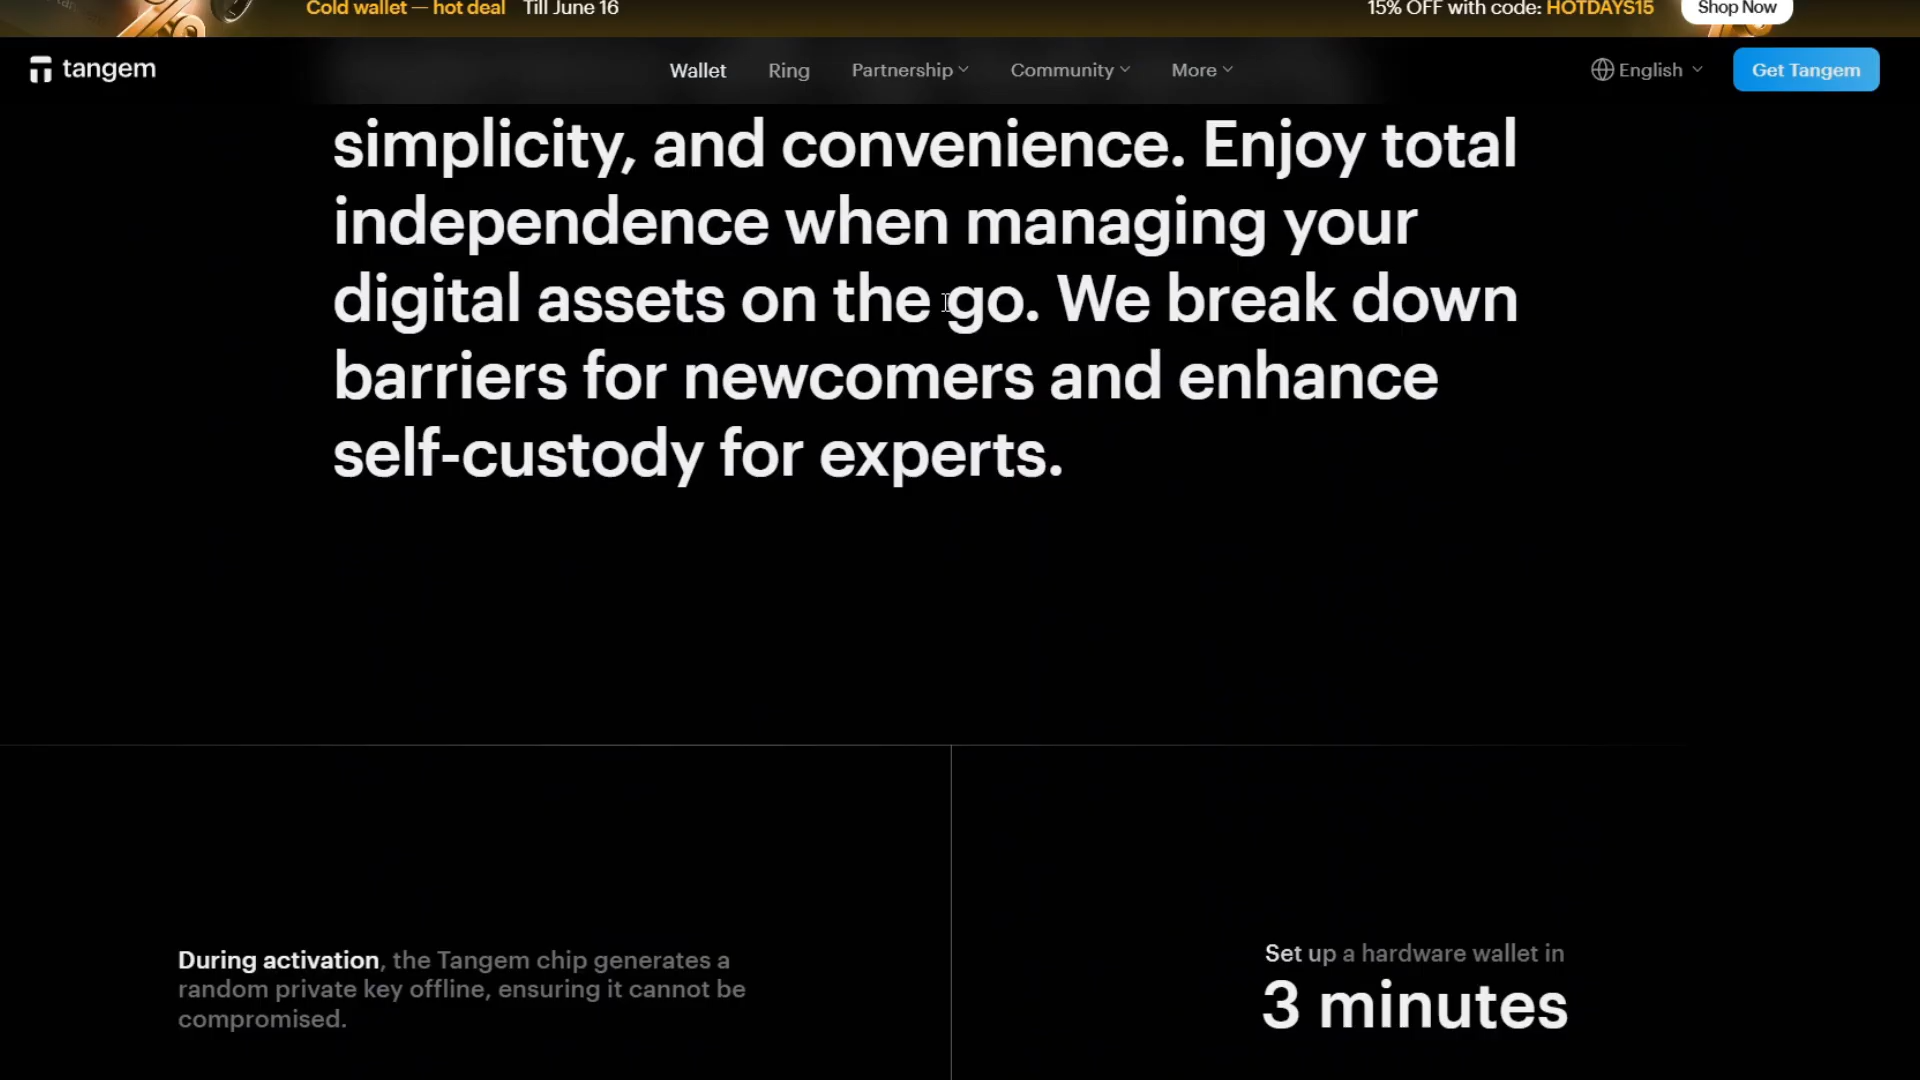 Cold wallet — hot deal Till June 16
15% OFF with code: HOTDAYS15 Shop Now
tangem
Wallet Ring Partnership Community More
English Get Tangem
simplicity, and convenience. Enjoy total
independence when managing your
digital assets on the go. We break down
barriers for newcomers and enhance
self-custody for experts.
During activation, the Tangem chip generates a
random private key offline, ensuring it cannot be
compromised.
Set up a hardware wallet in
3 minutes